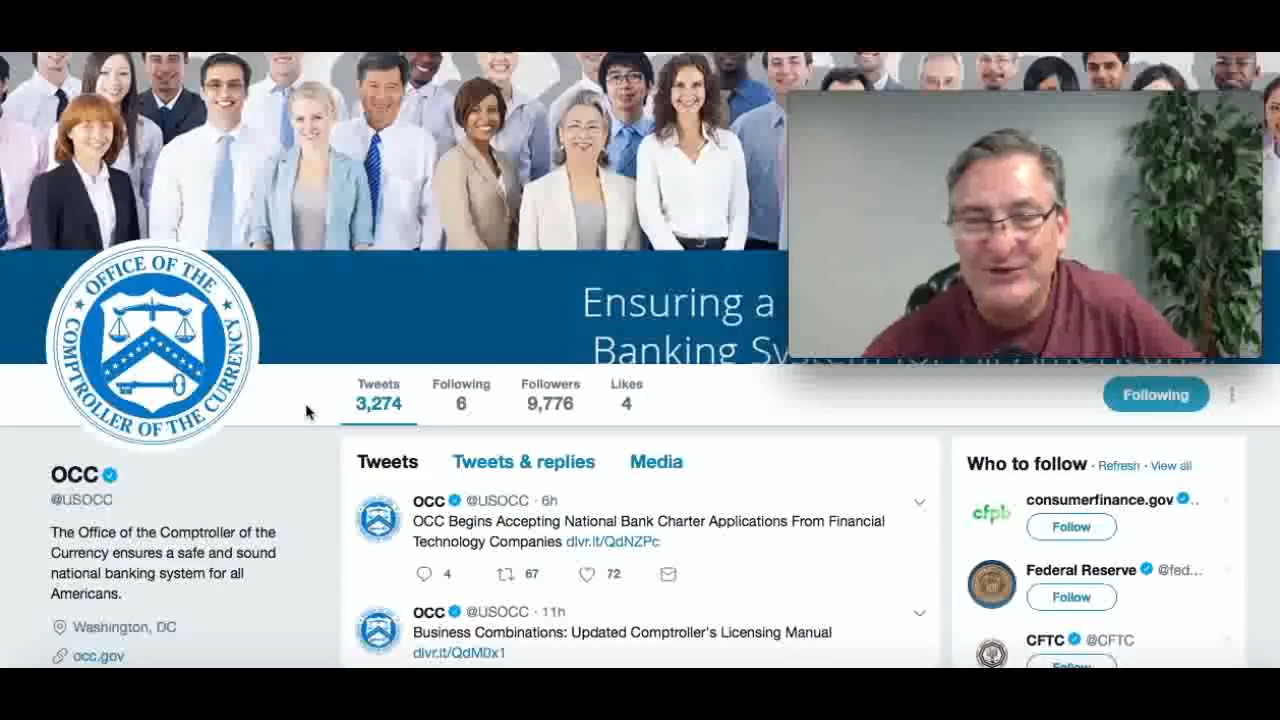 OFFICE OF THE
COMPTROLLER OF THE CURRENCY
Ensuring a
Banking
Tweets Following Followers Likes
3,274 6 9,776 4
Following
OCC
@USOCC
The Office of the Comptroller of the
Currency ensures a safe and sound
national banking system for all
Americans.
Washington, DC
occ.gov
Tweets Tweets & replies Media
OCC @USOCC · 6h
OCC Begins Accepting National Bank Charter Applications From Financial
Technology Companies dlvr.it/QdNZPc
4 67 72
OCC @USOCC · 11h
Business Combinations: Updated Comptroller's Licensing Manual
dlvr.it/QdM0x1
Who to follow · Refresh · View all
cfpb
consumerfinance.gov ...
Follow
Federal Reserve @fed...
Follow
CFTC @CFTC
Follow